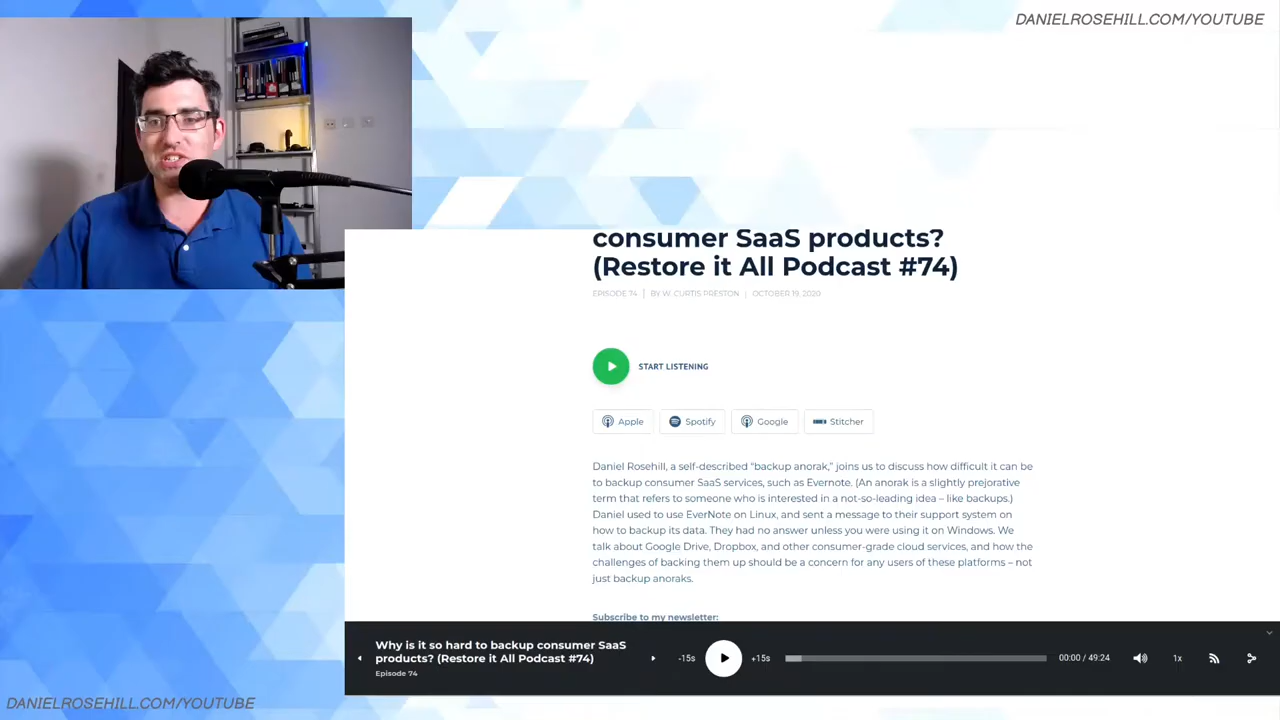 DANIELROSEHILL.COM/YOUTUBE
consumer SaaS products?
(Restore it All Podcast #74)
EPISODE 74 | BY W. CURTIS PRESTON | OCTOBER 19, 2020
START LISTENING
Apple Spotify Google Stitcher
Daniel Rosehill, a self-described “backup anorak,” joins us to discuss how difficult it can be
to backup consumer SaaS services, such as Evernote. (An anorak is a slightly prejorative
term that refers to someone who is interested in a not-so-leading idea – like backups.)
Daniel used to use EverNote on Linux, and sent a message to their support system on
how to backup its data. They had no answer unless you were using it on Windows. We
talk about Google Drive, Dropbox, and other consumer-grade cloud services, and how the
challenges of backing them up should be a concern for any users of these platforms – not
just backup anoraks.
Subscribe to my newsletter:
Why is it so hard to backup consumer SaaS
products? (Restore it All Podcast #74)
Episode 74
-15s +15s 00:00 / 49:24 1x
DANIELROSEHILL.COM/YOUTUBE